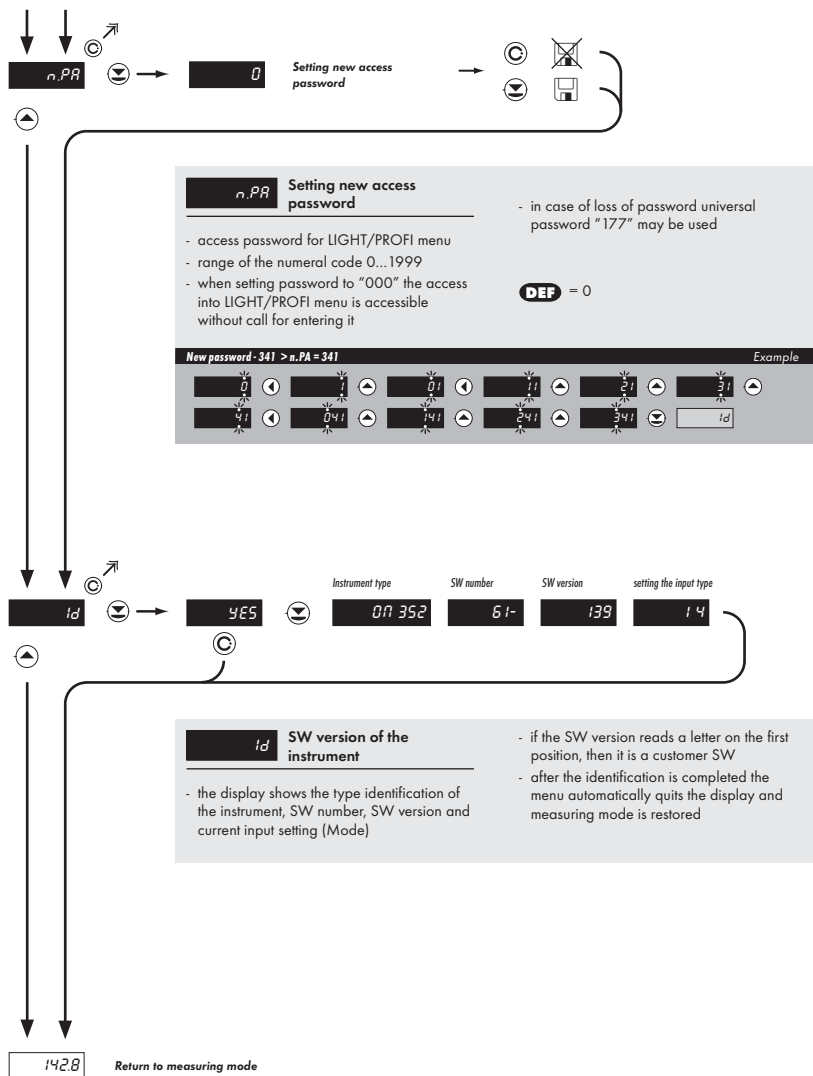 n.PA
0
Setting new access
password
n.PA
Setting new access
password
- access password for LIGHT/PROFI menu
- range of the numeral code 0...1999
- when setting password to "000" the access
into LIGHT/PROFI menu is accessible
without call for entering it
- in case of loss of password universal
password "177" may be used
DEF = 0
New password - 341 > n.PA = 341
Example
0 1 01 11 21 31
41 041 141 241 341 Id
Instrument type SW number SW version setting the input type
Id YES OM 352 61- 139 14
Id
SW version of the
instrument
- the display shows the type identification of
the instrument, SW number, SW version and
current input setting (Mode)
- if the SW version reads a letter on the first
position, then it is a customer SW
- after the identification is completed the
menu automatically quits the display and
measuring mode is restored
142.8
Return to measuring mode